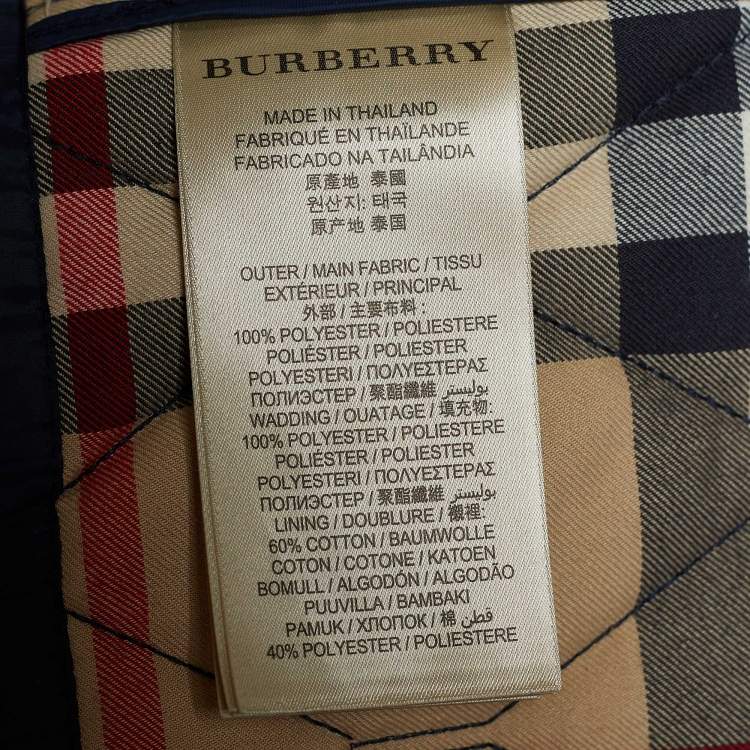 BURBERRY
MADE IN THAILAND
FABRIQUÉ EN THAÏLANDE
FABRICADO NA TAILÂNDIA
原產地 泰國
원산지: 태국
原产地 泰国
OUTER / MAIN FABRIC / TISSU
EXTÉRIEUR / PRINCIPAL
外部 / 主要布料:
100% POLYESTER / POLIESTERE
POLIÉSTER / POLIESTER
POLYESTERI / ΠΟΛΥΕΣΤΕΡΑΣ
ПОЛИЭСТЕР / 聚酯纖維 / بوليستر
WADDING / OUATAGE / 填充物:
100% POLYESTER / POLIESTERE
POLIÉSTER / POLIESTER
POLYESTERI / ΠΟΛΥΕΣΤΕΡΑΣ
ПОЛИЭСТЕР / 聚酯纖維 / بوليستر
LINING / DOUBLURE / 襯裡:
60% COTTON / BAUMWOLLE
COTON / COTONE / KATOEN
BOMULL / ALGODÓN / ALGODÃO
PUUVILLA / BAMBAKI
PAMUK / ХЛОПОК / 棉 / قطن
40% POLYESTER / POLIESTERE